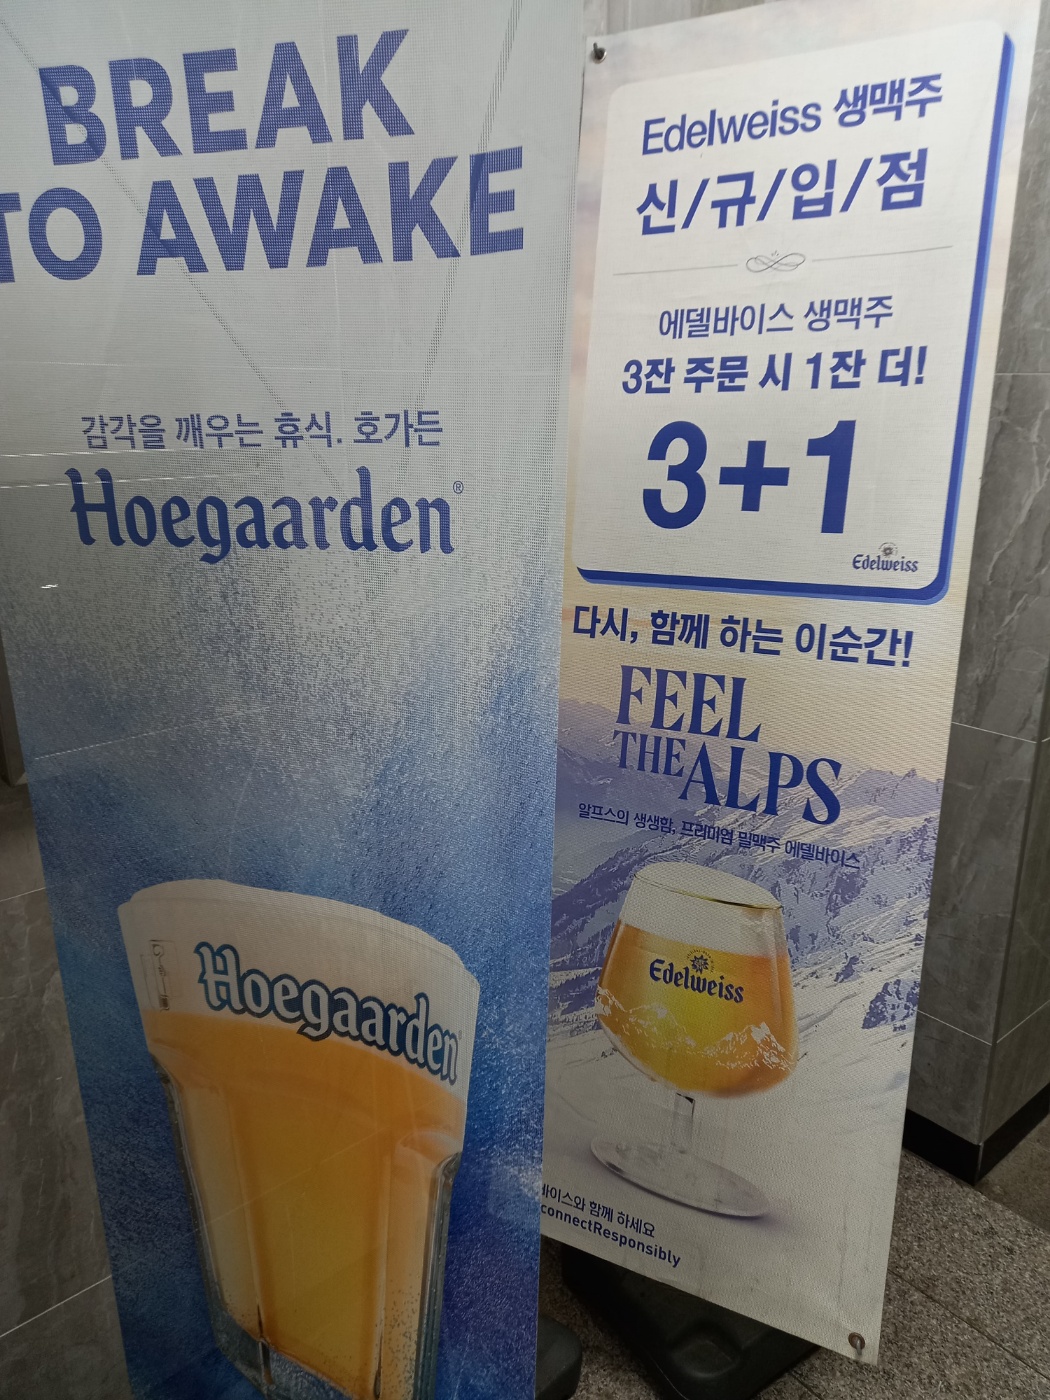 BREAK
TO AWAKE
감각을 깨우는 휴식. 호가든
Hoegaarden®
Hoegaarden
Edelweiss 생맥주
신/규/입/점
에델바이스 생맥주
3잔 주문 시 1잔 더!
3+1
Edelweiss
다시, 함께 하는 이순간!
FEEL
THE ALPS
알프스의 생생함, 프리미엄 밀맥주 에델바이스
Edelweiss
바이스와 함께 하세요
connectResponsibly